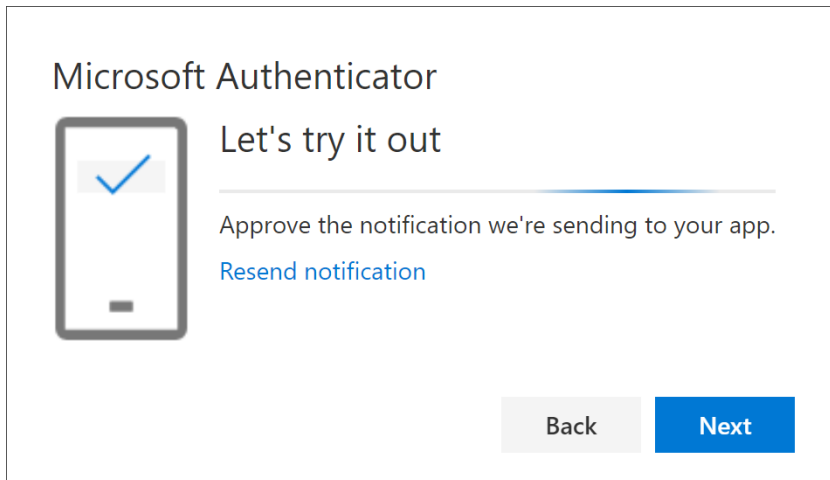 Microsoft Authenticator
Let's try it out
Approve the notification we're sending to your app.
Resend notification
Back
Next